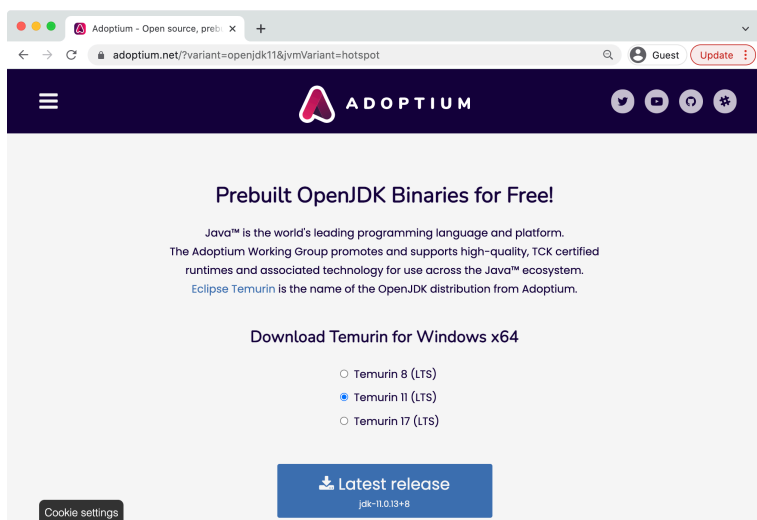 Adoptium - Open source, preb
adoptium.net/?variant=openjdk11&jvmVariant=hotspot
Guest
Update
ADOPTIUM
Prebuilt OpenJDK Binaries for Free!
Java™ is the world's leading programming language and platform.
The Adoptium Working Group promotes and supports high-quality, TCK certified
runtimes and associated technology for use across the Java™ ecosystem.
Eclipse Temurin is the name of the OpenJDK distribution from Adoptium.
Download Temurin for Windows x64
Temurin 8 (LTS)
Temurin 11 (LTS)
Temurin 17 (LTS)
Latest release
jdk-11.0.13+8
Cookie settings